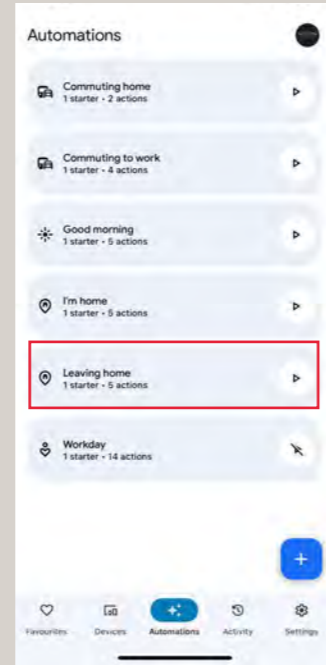 Automations
Commuting home
1 starter • 2 actions
Commuting to work
1 starter • 4 actions
Good morning
1 starter • 5 actions
I'm home
1 starter • 5 actions
Leaving home
1 starter • 5 actions
Workday
1 starter • 14 actions
Favourites Devices Automations Activity Settings